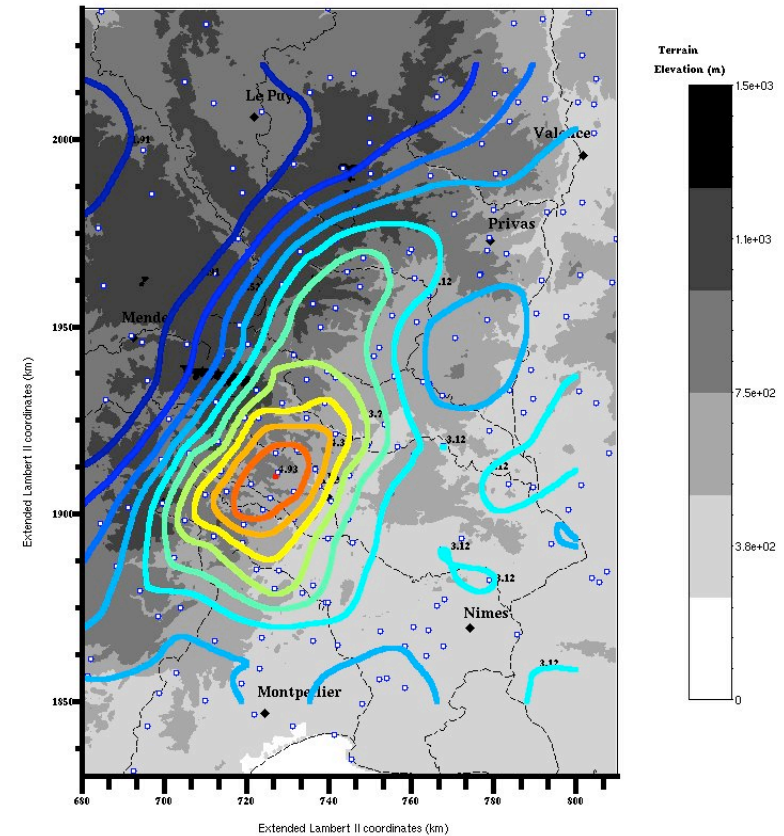 Terrain
Elevation (m)
1.5e+03
1.1e+03
7.5e+02
3.8e+02
0
Le Puy
Valence
Privas
Mende
Nimes
Montpellier
2000
1950
1900
1850
3.12
3.12
3.12
3.12
3.12
4.93
680
700
720
740
760
780
800
Extended Lambert II coordinates (km)
Extended Lambert II coordinates (km)